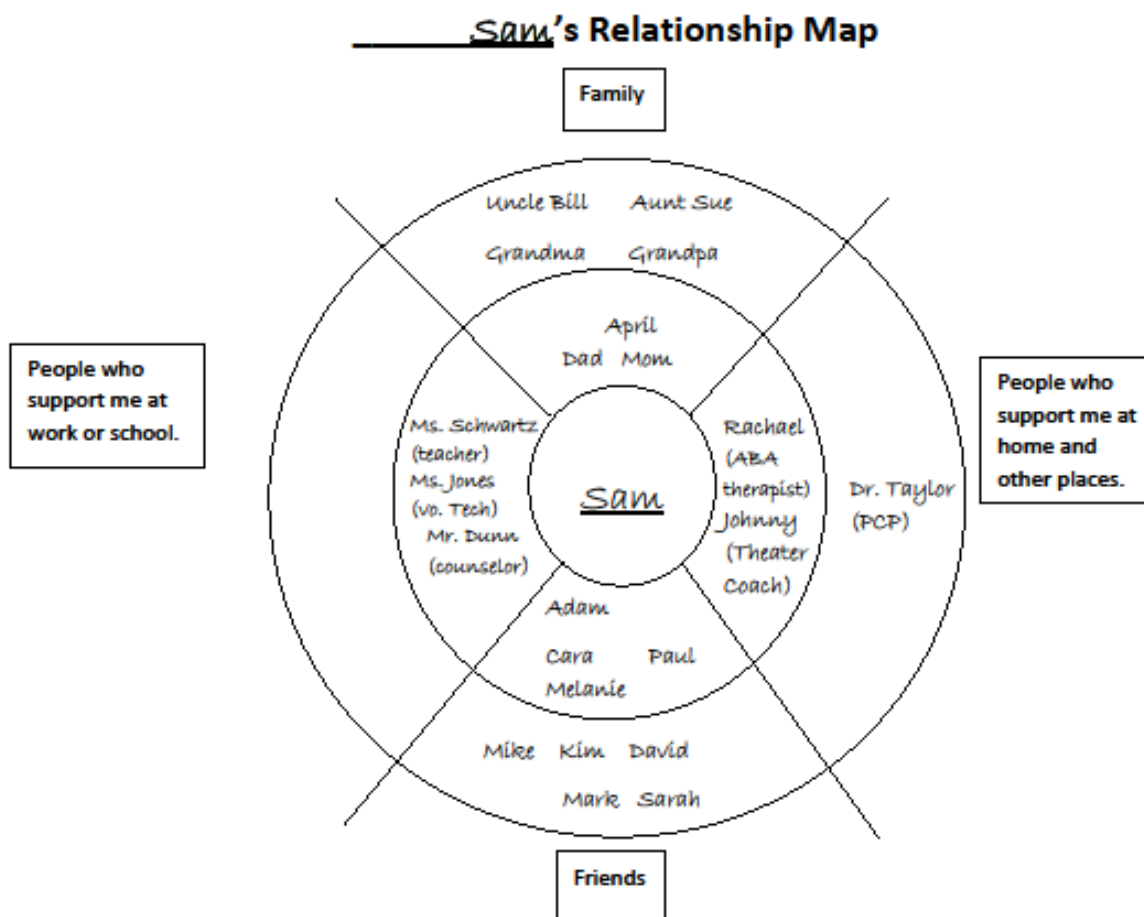 Sam's Relationship Map
Family
Uncle Bill Aunt Sue
Grandma Grandpa
April
Dad Mom
People who
support me at
work or school.
Ms. Schwartz
(teacher)
Ms. Jones
(vo. Tech)
Mr. Dunn
(counselor)
Sam
Rachael
(ABA
therapist)
Johnny
(Theater
Coach)
Dr. Taylor
(PCP)
People who
support me at
home and
other places.
Adam
Cara Paul
Melanie
Mike Kim David
Mark Sarah
Friends